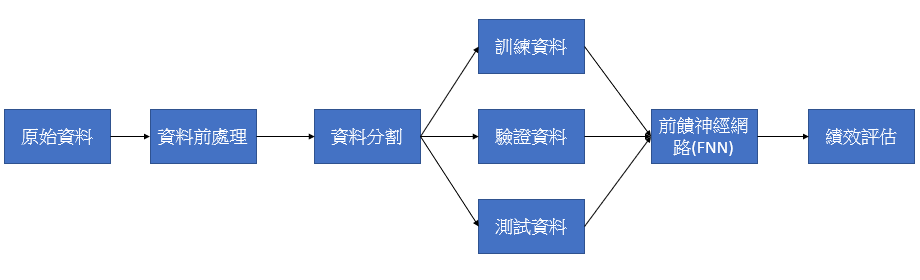 原始資料
資料前處理
資料分割
訓練資料
驗證資料
測試資料
前饋神經網
路(FNN)
績效評估